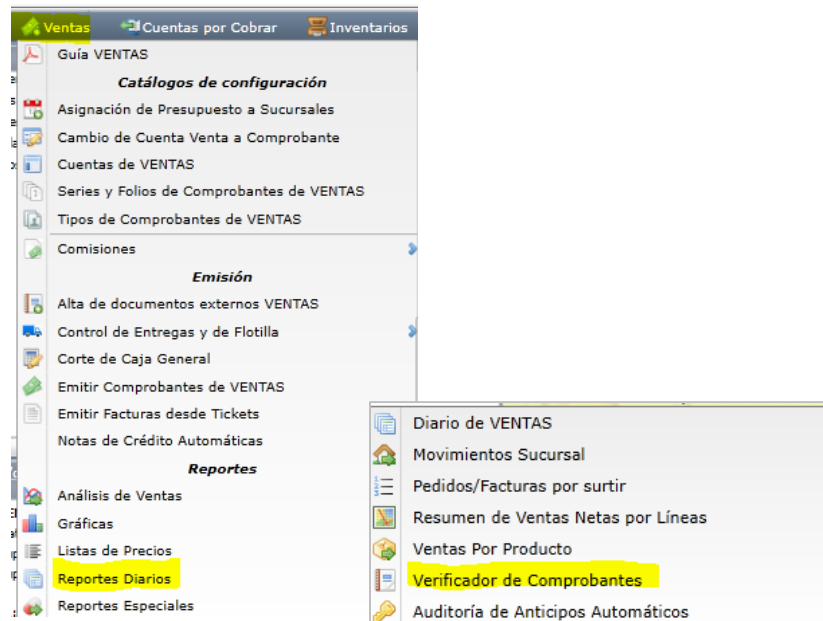 Ventas
Cuentas por Cobrar
Inventarios
Guía VENTAS
Catálogos de configuración
Asignación de Presupuesto a Sucursales
Cambio de Cuenta Venta a Comprobante
Cuentas de VENTAS
Series y Folios de Comprobantes de VENTAS
Tipos de Comprobantes de VENTAS
Comisiones
Emisión
Alta de documentos externos VENTAS
Control de Entregas y de Flotilla
Corte de Caja General
Emitir Comprobantes de VENTAS
Emitir Facturas desde Tickets
Notas de Crédito Automáticas
Reportes
Análisis de Ventas
Gráficas
Listas de Precios
Reportes Diarios
Reportes Especiales
Diario de VENTAS
Movimientos Sucursal
Pedidos/Facturas por surtir
Resumen de Ventas Netas por Líneas
Ventas Por Producto
Verificador de Comprobantes
Auditoría de Anticipos Automáticos